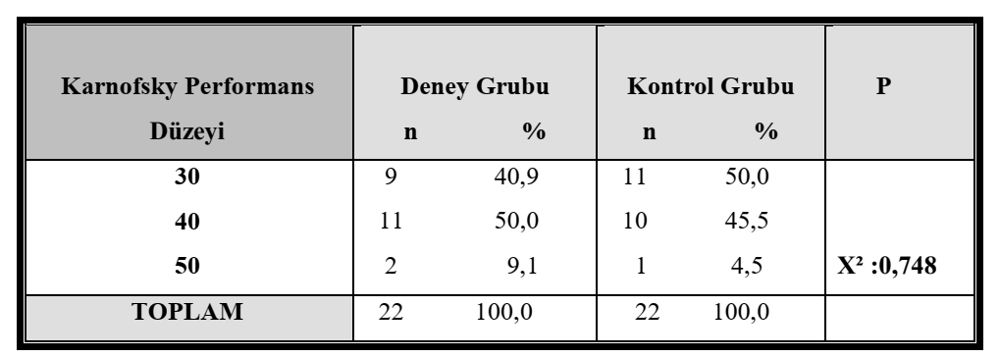 Karnofsky Performans Düzeyi Deney Grubu Kontrol Grubu P
n % n %
30 9 40,9 11 50,0
40 11 50,0 10 45,5
50 2 9,1 1 4,5 X² :0,748
TOPLAM 22 100,0 22 100,0